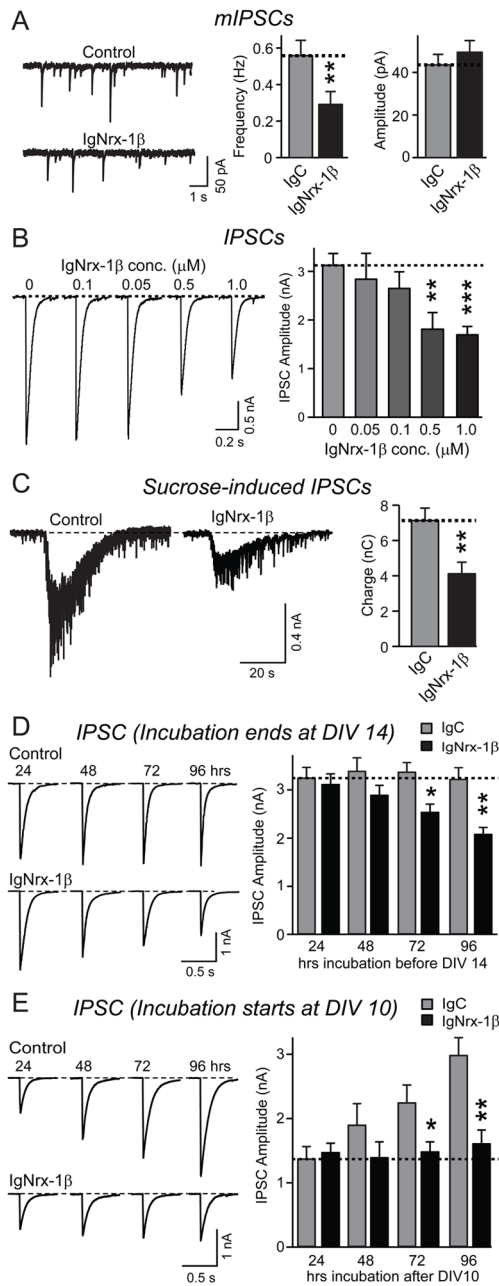 A
mIPSCs
Control
IgNrx-1β
1 s
50 pA
Frequency (Hz)
0.6
0.4
0.2
0
**
IgC
IgNrx-1β
Amplitude (pA)
40
20
0
IgC
IgNrx-1β
B
IPSCs
IgNrx-1β conc. (μM)
0 0.1 0.05 0.5 1.0
0.2 s
0.5 nA
IPSC Amplitude (nA)
3
2
1
0
** ***
0 0.05 0.1 0.5 1.0
IgNrx-1β conc. (μM)
C
Sucrose-induced IPSCs
Control
IgNrx-1β
20 s
0.4 nA
Charge (nC)
8
6
4
2
0
**
IgC
IgNrx-1β
D
IPSC (Incubation ends at DIV 14)
Control
24 48 72 96 hrs
IgNrx-1β
0.5 s
1 nA
IgC
IgNrx-1β
IPSC Amplitude (nA)
3
2
1
0
* **
24 48 72 96
hrs incubation before DIV 14
E
IPSC (Incubation starts at DIV 10)
Control
24 48 72 96 hrs
IgNrx-1β
0.5 s
1 nA
IgC
IgNrx-1β
IPSC Amplitude (nA)
3
2
1
0
* **
24 48 72 96
hrs incubation after DIV10